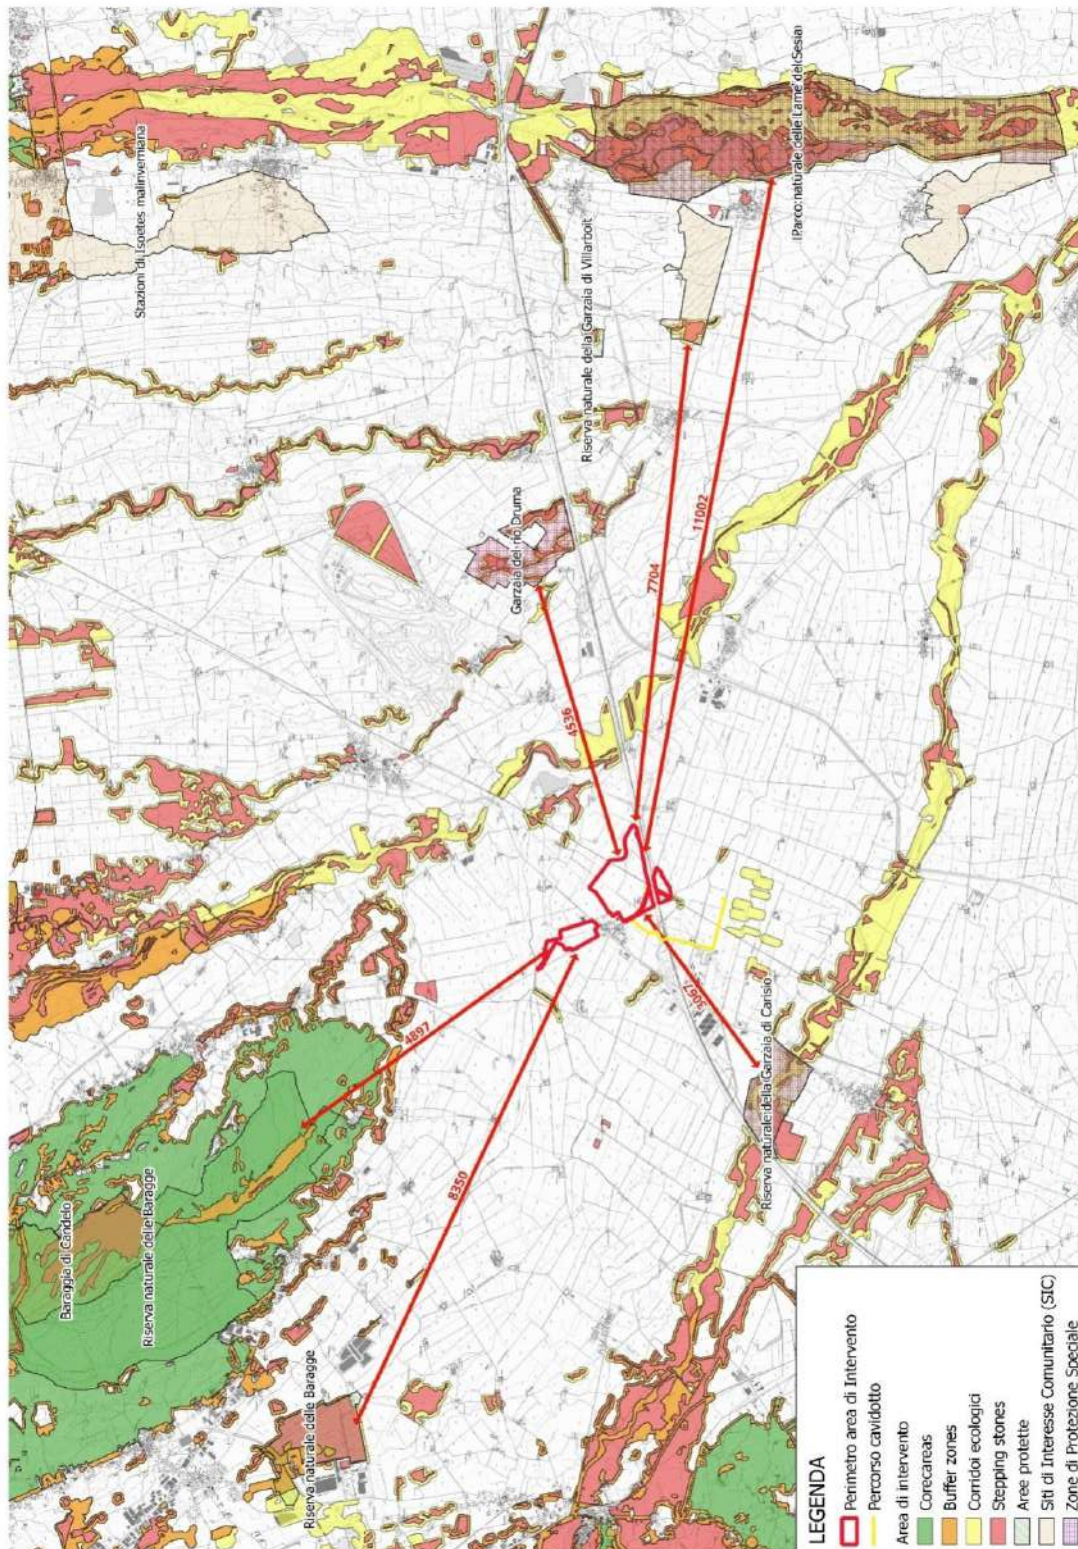 Stazioni di Isoetes malinverniana
Riserva naturale della Garzaia di Villarboit
Parco naturale delle Lame del Sesia
Garzaia del rio Druma
7704
11002
4536
Baraggia di Candelo
Riserva naturale delle Baragge
4897
8350
3067
Riserva naturale della Garzaia di Carisio
Riserva naturale delle Baragge
LEGENDA
Perimetro area di Intervento
Percorso cavidotto
Area di intervento
Corecareas
Buffer zones
Corridoi ecologici
Stepping stones
Aree protette
Siti di Interesse Comunitario (SIC)
Zone di Protezione Speciale